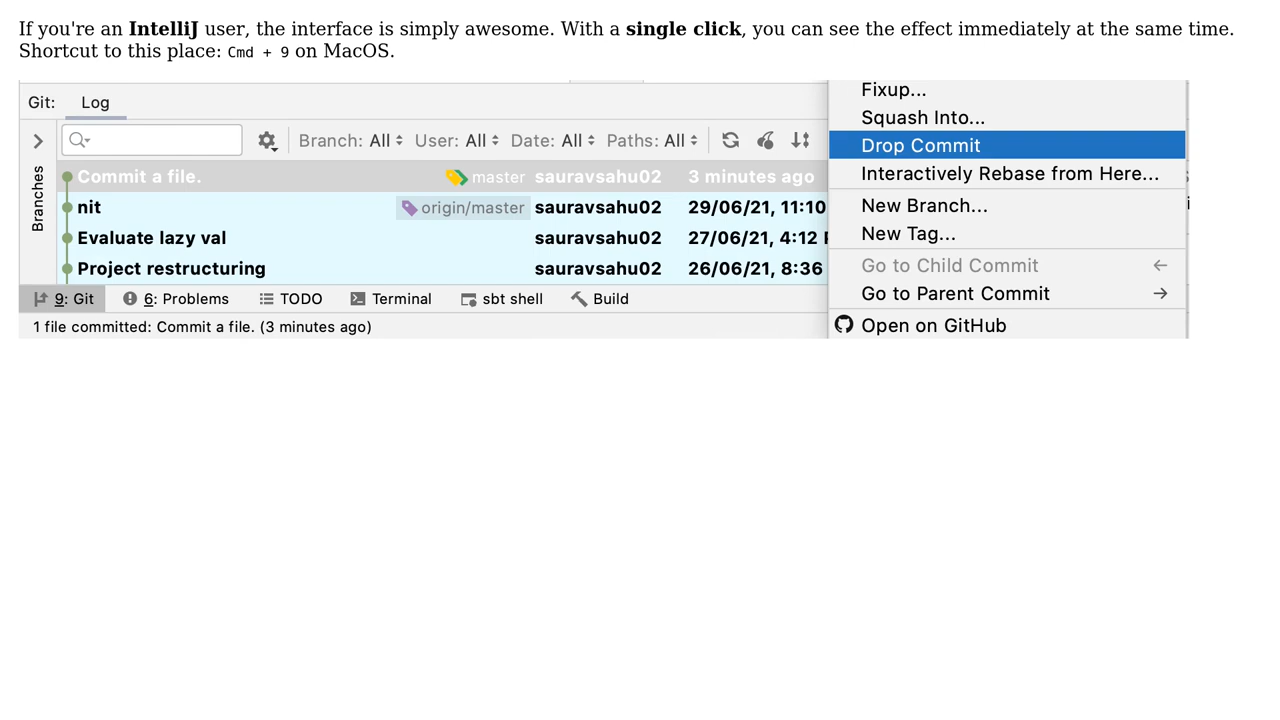 If you're an IntelliJ user, the interface is simply awesome. With a single click, you can see the effect immediately at the same time.
Shortcut to this place: Cmd + 9 on MacOS.
Git: Log
Branch: All User: All Date: All Paths: All
Branches
Commit a file. master sauravsahu02 3 minutes ago
nit origin/master sauravsahu02 29/06/21, 11:10
Evaluate lazy val sauravsahu02 27/06/21, 4:12
Project restructuring sauravsahu02 26/06/21, 8:36
9: Git 6: Problems TODO Terminal sbt shell Build
1 file committed: Commit a file. (3 minutes ago)
Fixup...
Squash Into...
Drop Commit
Interactively Rebase from Here...
New Branch...
New Tag...
Go to Child Commit ←
Go to Parent Commit →
Open on GitHub